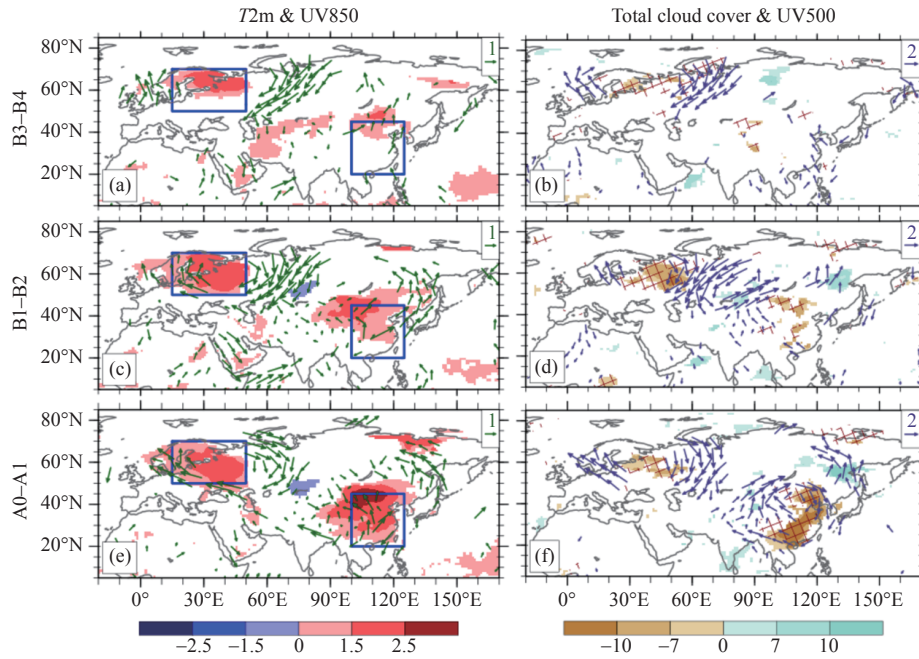 T2m & UV850 Total cloud cover & UV500
B3–B4
80°N 1 2
60°N
40°N
20°N
(a) (b)
B1–B2
80°N 1 2
60°N
40°N
20°N
(c) (d)
A0–A1
80°N 1 2
60°N
40°N
20°N
(e) (f)
0° 30°E 60°E 90°E 120°E 0° 30°E 60°E 90°E 120°E 150°E
−2.5 −1.5 0 1.5 2.5 −10 −7 0 7 10